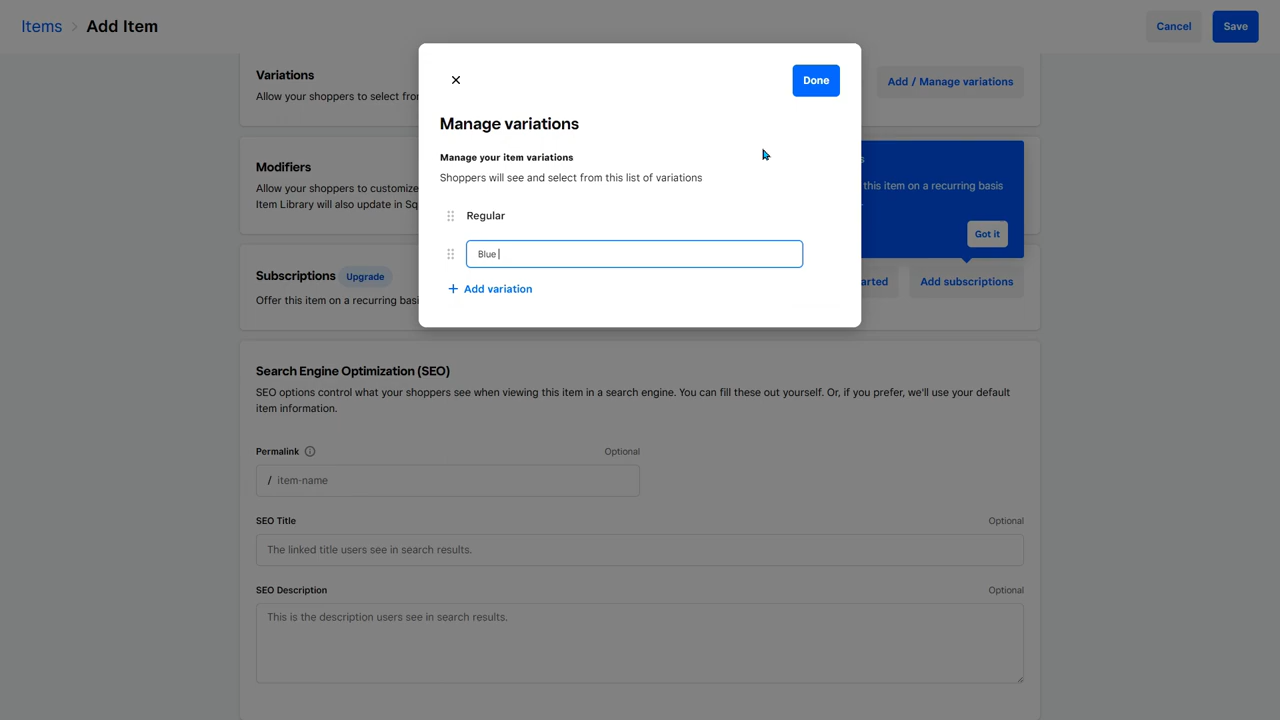 Items > Add Item
Cancel
Save
Variations
Allow your shoppers to select fro
Add / Manage variations
Done
Manage variations
Manage your item variations
Shoppers will see and select from this list of variations
Regular
Blue
+ Add variation
Modifiers
Allow your shoppers to customize
Item Library will also update in Sq
s
this item on a recurring basis
Got it
Subscriptions
Upgrade
Offer this item on a recurring basi
arted
Add subscriptions
Search Engine Optimization (SEO)
SEO options control what your shoppers see when viewing this item in a search engine. You can fill these out yourself. Or, if you prefer, we'll use your default
item information.
Permalink
Optional
/ item-name
SEO Title
Optional
The linked title users see in search results.
SEO Description
Optional
This is the description users see in search results.